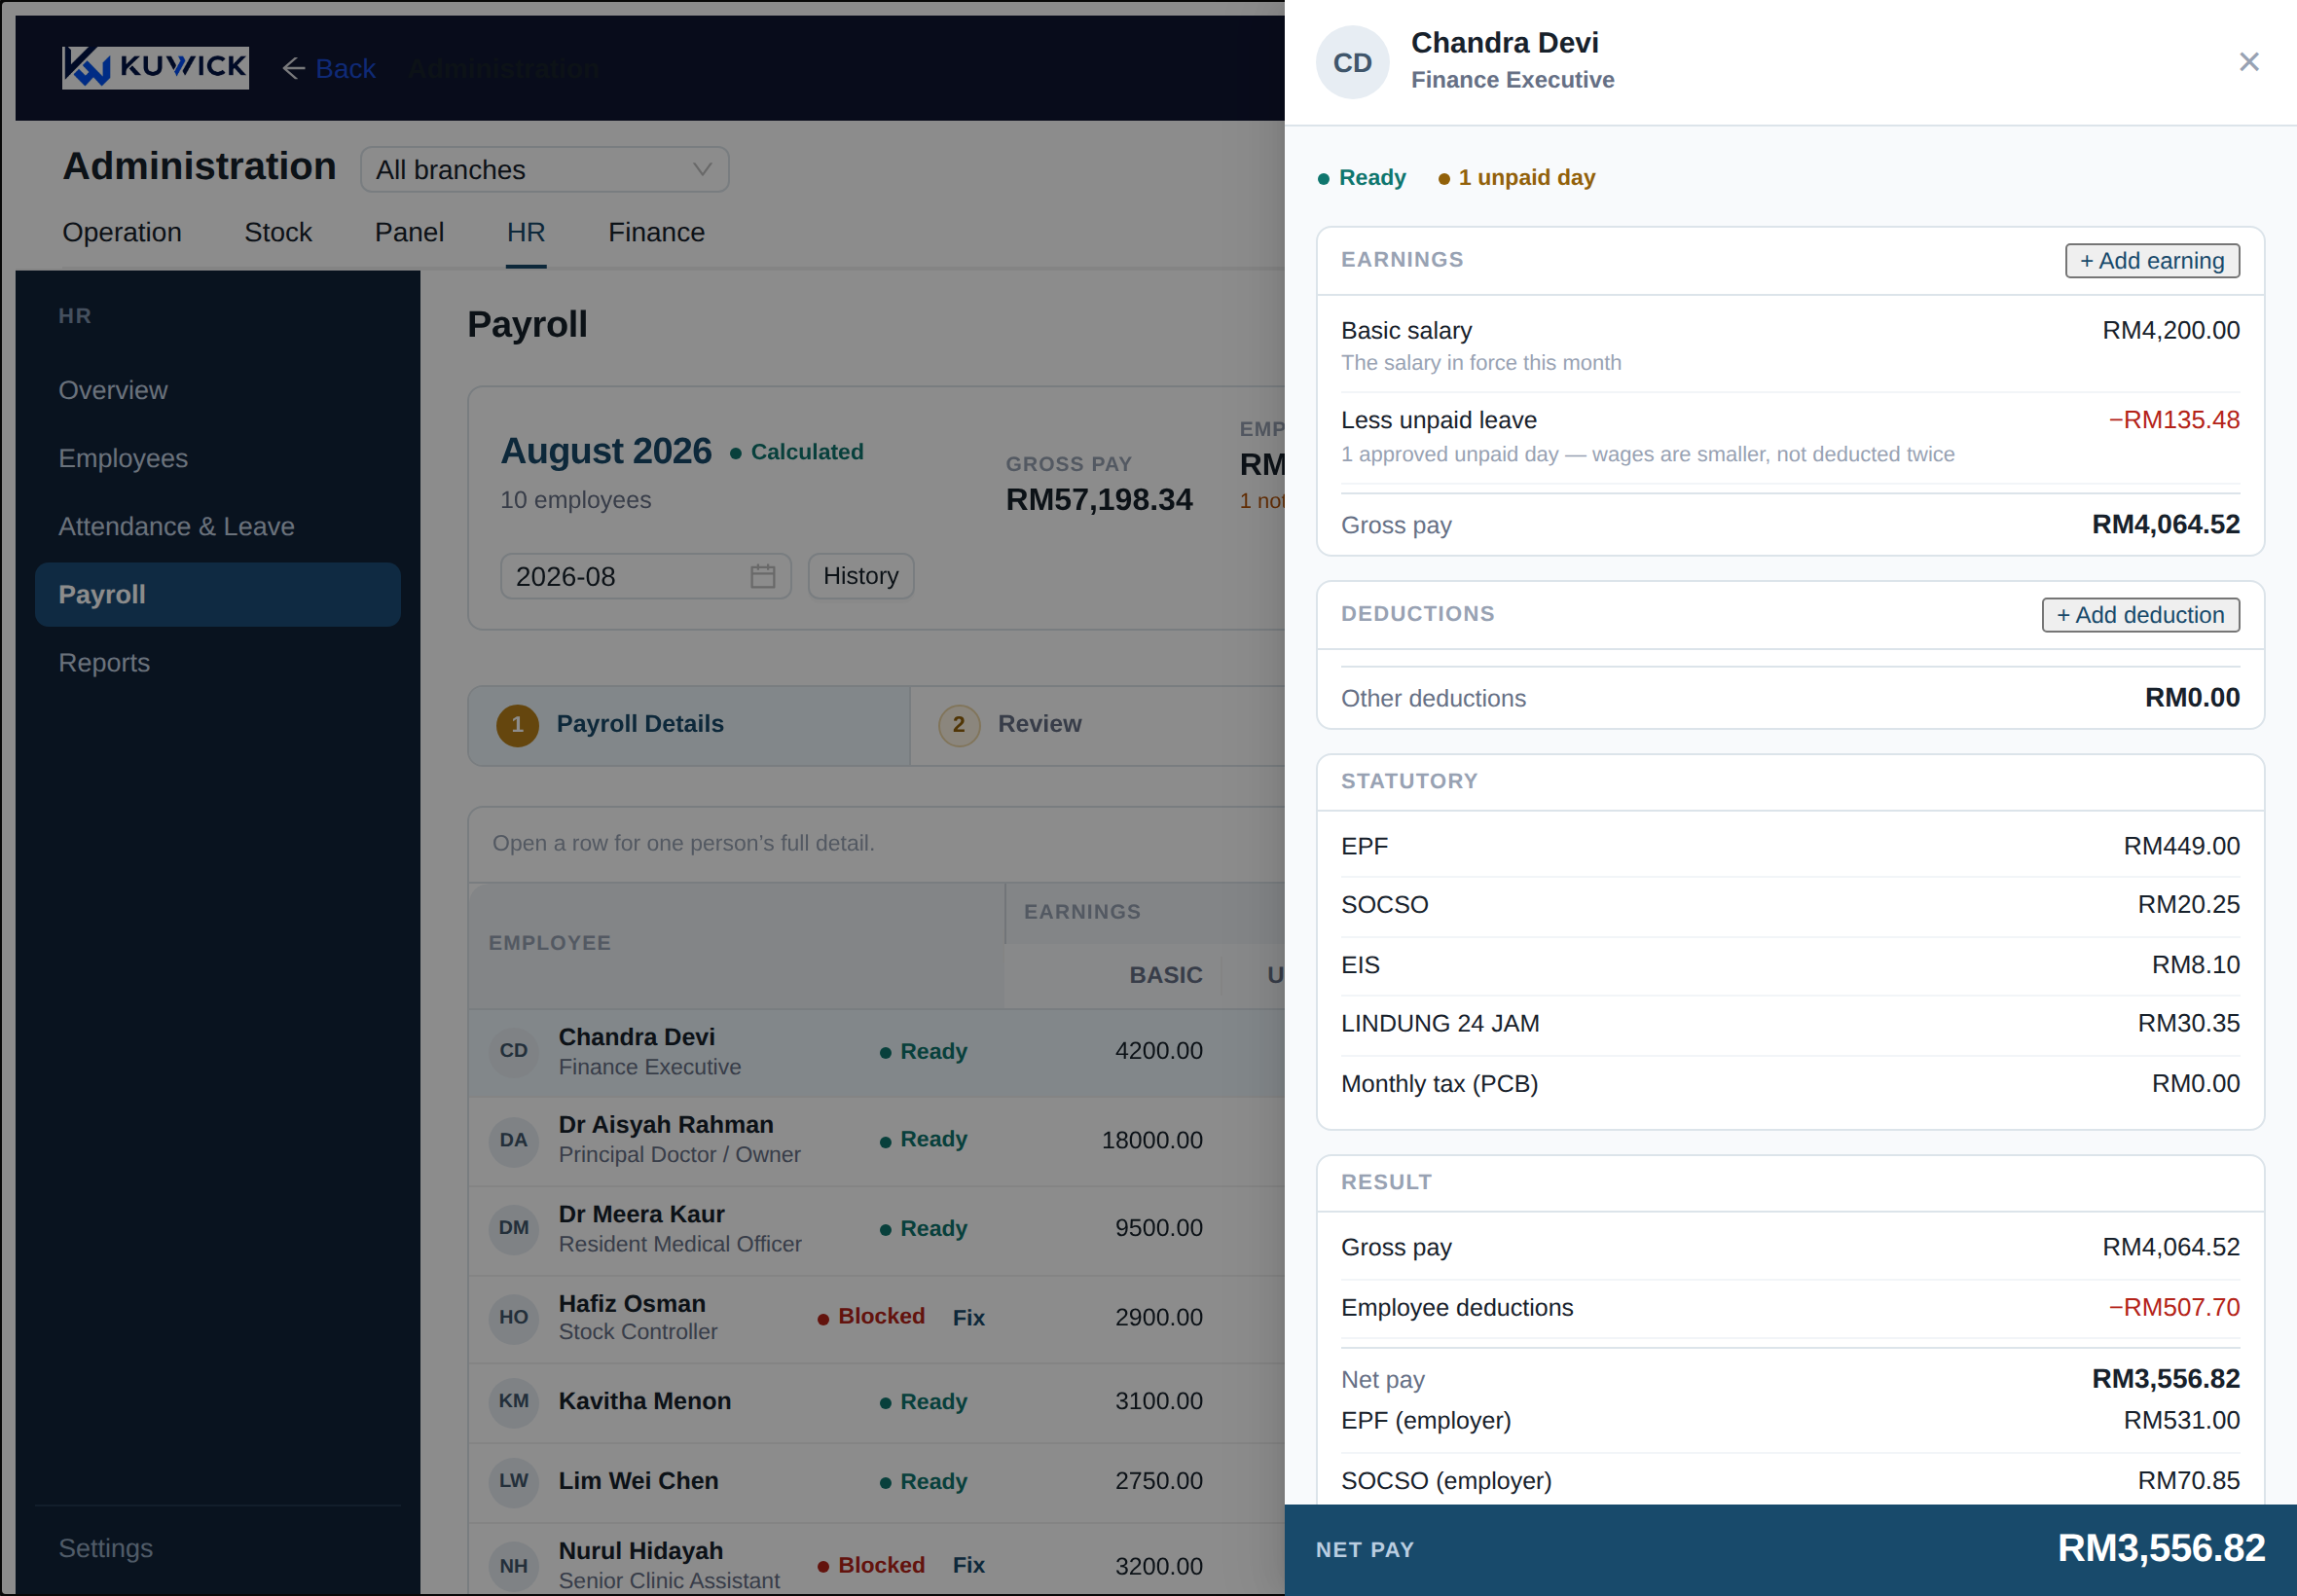 KUWICK
Back
Administration
Administration
All branches
Operation
Stock
Panel
HR
Finance
HR
Overview
Employees
Attendance & Leave
Payroll
Reports
Settings
Payroll
August 2026
Calculated
10 employees
GROSS PAY
RM57,198.34
EMP
RM
1 not
2026-08
History
1
Payroll Details
2
Review
Open a row for one person’s full detail.
EMPLOYEE
EARNINGS
BASIC
U
CD
Chandra Devi
Finance Executive
Ready
4200.00
DA
Dr Aisyah Rahman
Principal Doctor / Owner
Ready
18000.00
DM
Dr Meera Kaur
Resident Medical Officer
Ready
9500.00
HO
Hafiz Osman
Stock Controller
Blocked
Fix
2900.00
KM
Kavitha Menon
Ready
3100.00
LW
Lim Wei Chen
Ready
2750.00
NH
Nurul Hidayah
Senior Clinic Assistant
Blocked
Fix
3200.00
CD
Chandra Devi
Finance Executive
Ready
1 unpaid day
EARNINGS
+ Add earning
Basic salary
RM4,200.00
The salary in force this month
Less unpaid leave
−RM135.48
1 approved unpaid day — wages are smaller, not deducted twice
Gross pay
RM4,064.52
DEDUCTIONS
+ Add deduction
Other deductions
RM0.00
STATUTORY
EPF
RM449.00
SOCSO
RM20.25
EIS
RM8.10
LINDUNG 24 JAM
RM30.35
Monthly tax (PCB)
RM0.00
RESULT
Gross pay
RM4,064.52
Employee deductions
−RM507.70
Net pay
RM3,556.82
EPF (employer)
RM531.00
SOCSO (employer)
RM70.85
NET PAY
RM3,556.82